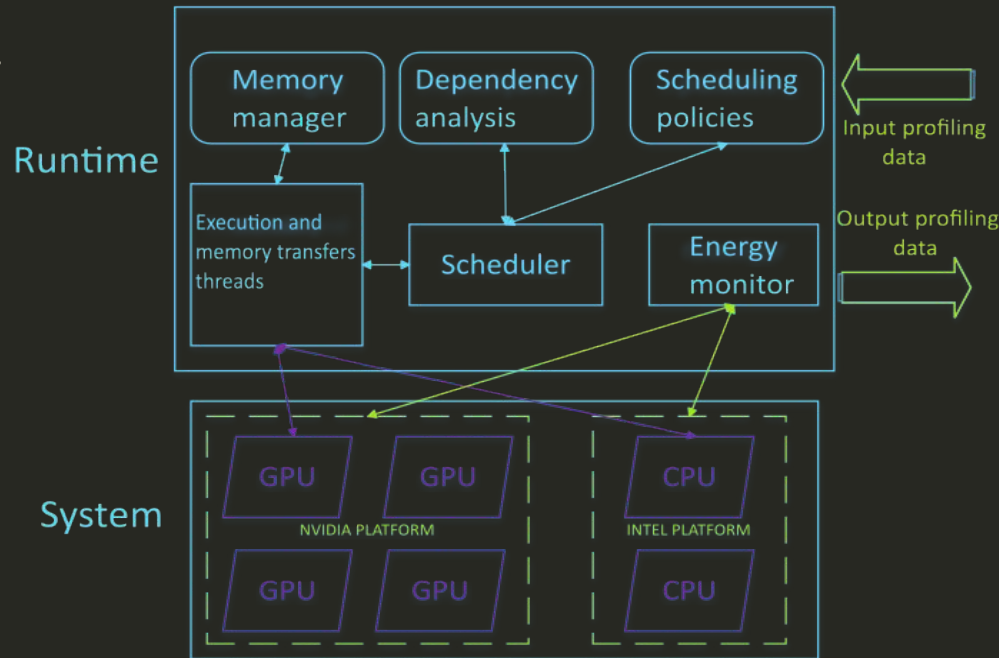 Runtime
Memory
manager
Dependency
analysis
Scheduling
policies
Input profiling
data
Execution and
memory transfers
threads
Scheduler
Energy
monitor
Output profiling
data
System
GPU
GPU
NVIDIA PLATFORM
GPU
GPU
CPU
INTEL PLATFORM
CPU